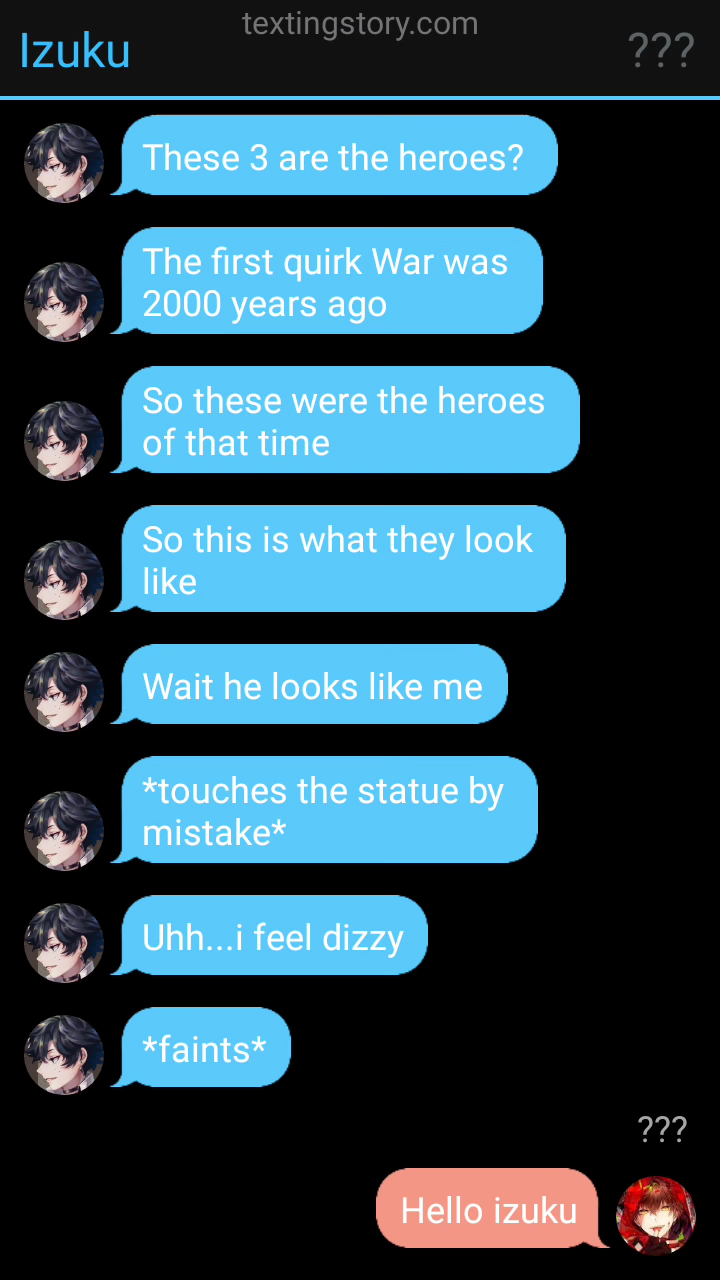 textingstory.com
Izuku
???
These 3 are the heroes?
The first quirk War was
2000 years ago
So these were the heroes
of that time
So this is what they look
like
Wait he looks like me
*touches the statue by
mistake*
Uhh...i feel dizzy
*faints*
???
Hello izuku